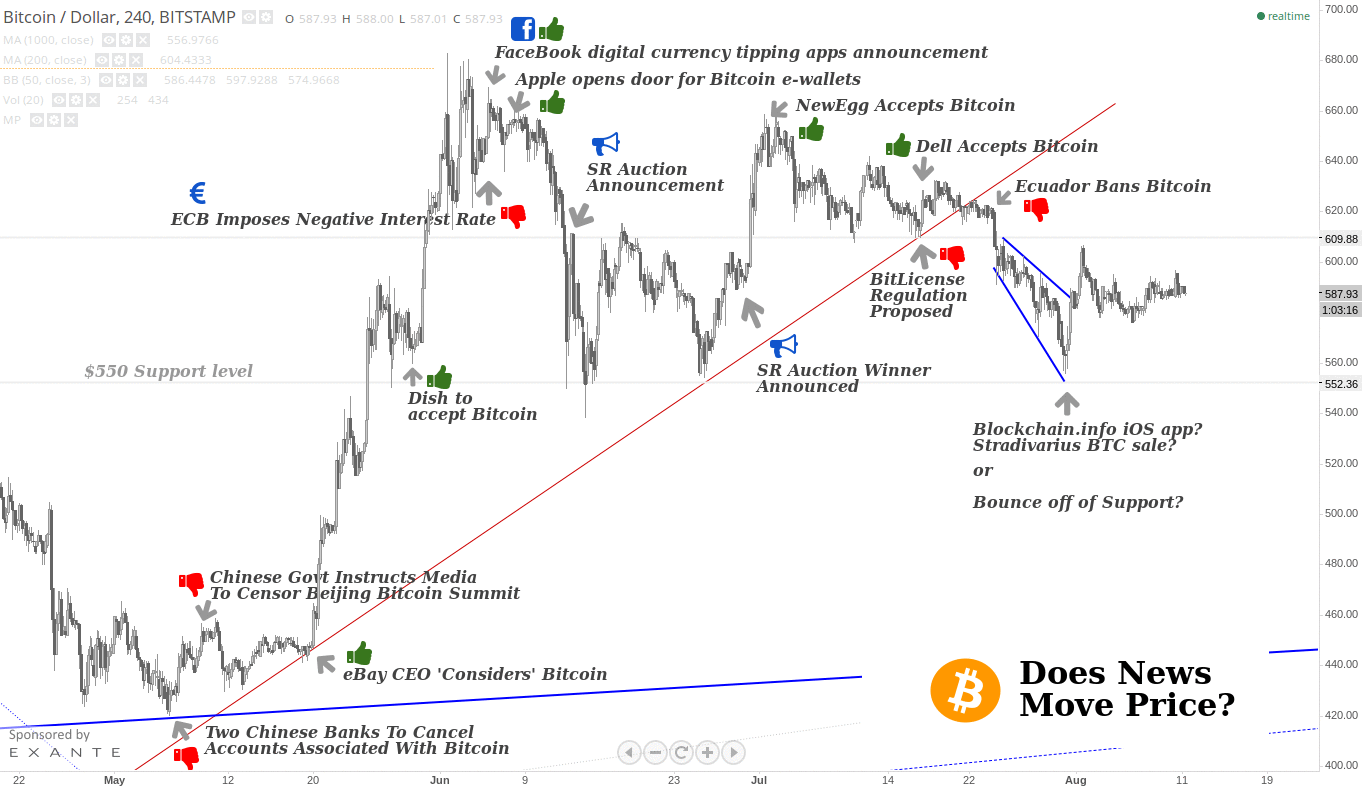 Bitcoin / Dollar, 240, BITSTAMP O 587.93 H 588.00 L 587.01 C 587.93
MA (1000, close) 556.9766
MA (200, close) 604.4333
BB (50, close, 3) 586.4478 597.9288 574.9668
Vol (20) 254 434
MP
realtime
FaceBook digital currency tipping apps announcement
Apple opens door for Bitcoin e-wallets
NewEgg Accepts Bitcoin
Dell Accepts Bitcoin
SR Auction
Announcement
Ecuador Bans Bitcoin
ECB Imposes Negative Interest Rate
BitLicense
Regulation
Proposed
$550 Support level
SR Auction Winner
Announced
Dish to
accept Bitcoin
Blockchain.info iOS app?
Stradivarius BTC sale?
or
Bounce off of Support?
Chinese Govt Instructs Media
To Censor Beijing Bitcoin Summit
eBay CEO 'Considers' Bitcoin
Does News
Move Price?
Two Chinese Banks To Cancel
Accounts Associated With Bitcoin
Sponsored by
EXANTE
700.00
680.00
660.00
640.00
620.00
609.88
600.00
587.93
1:03:16
560.00
552.36
540.00
520.00
500.00
480.00
460.00
440.00
420.00
400.00
22 May 12 20 Jun 9 23 Jul 14 22 Aug 11 19